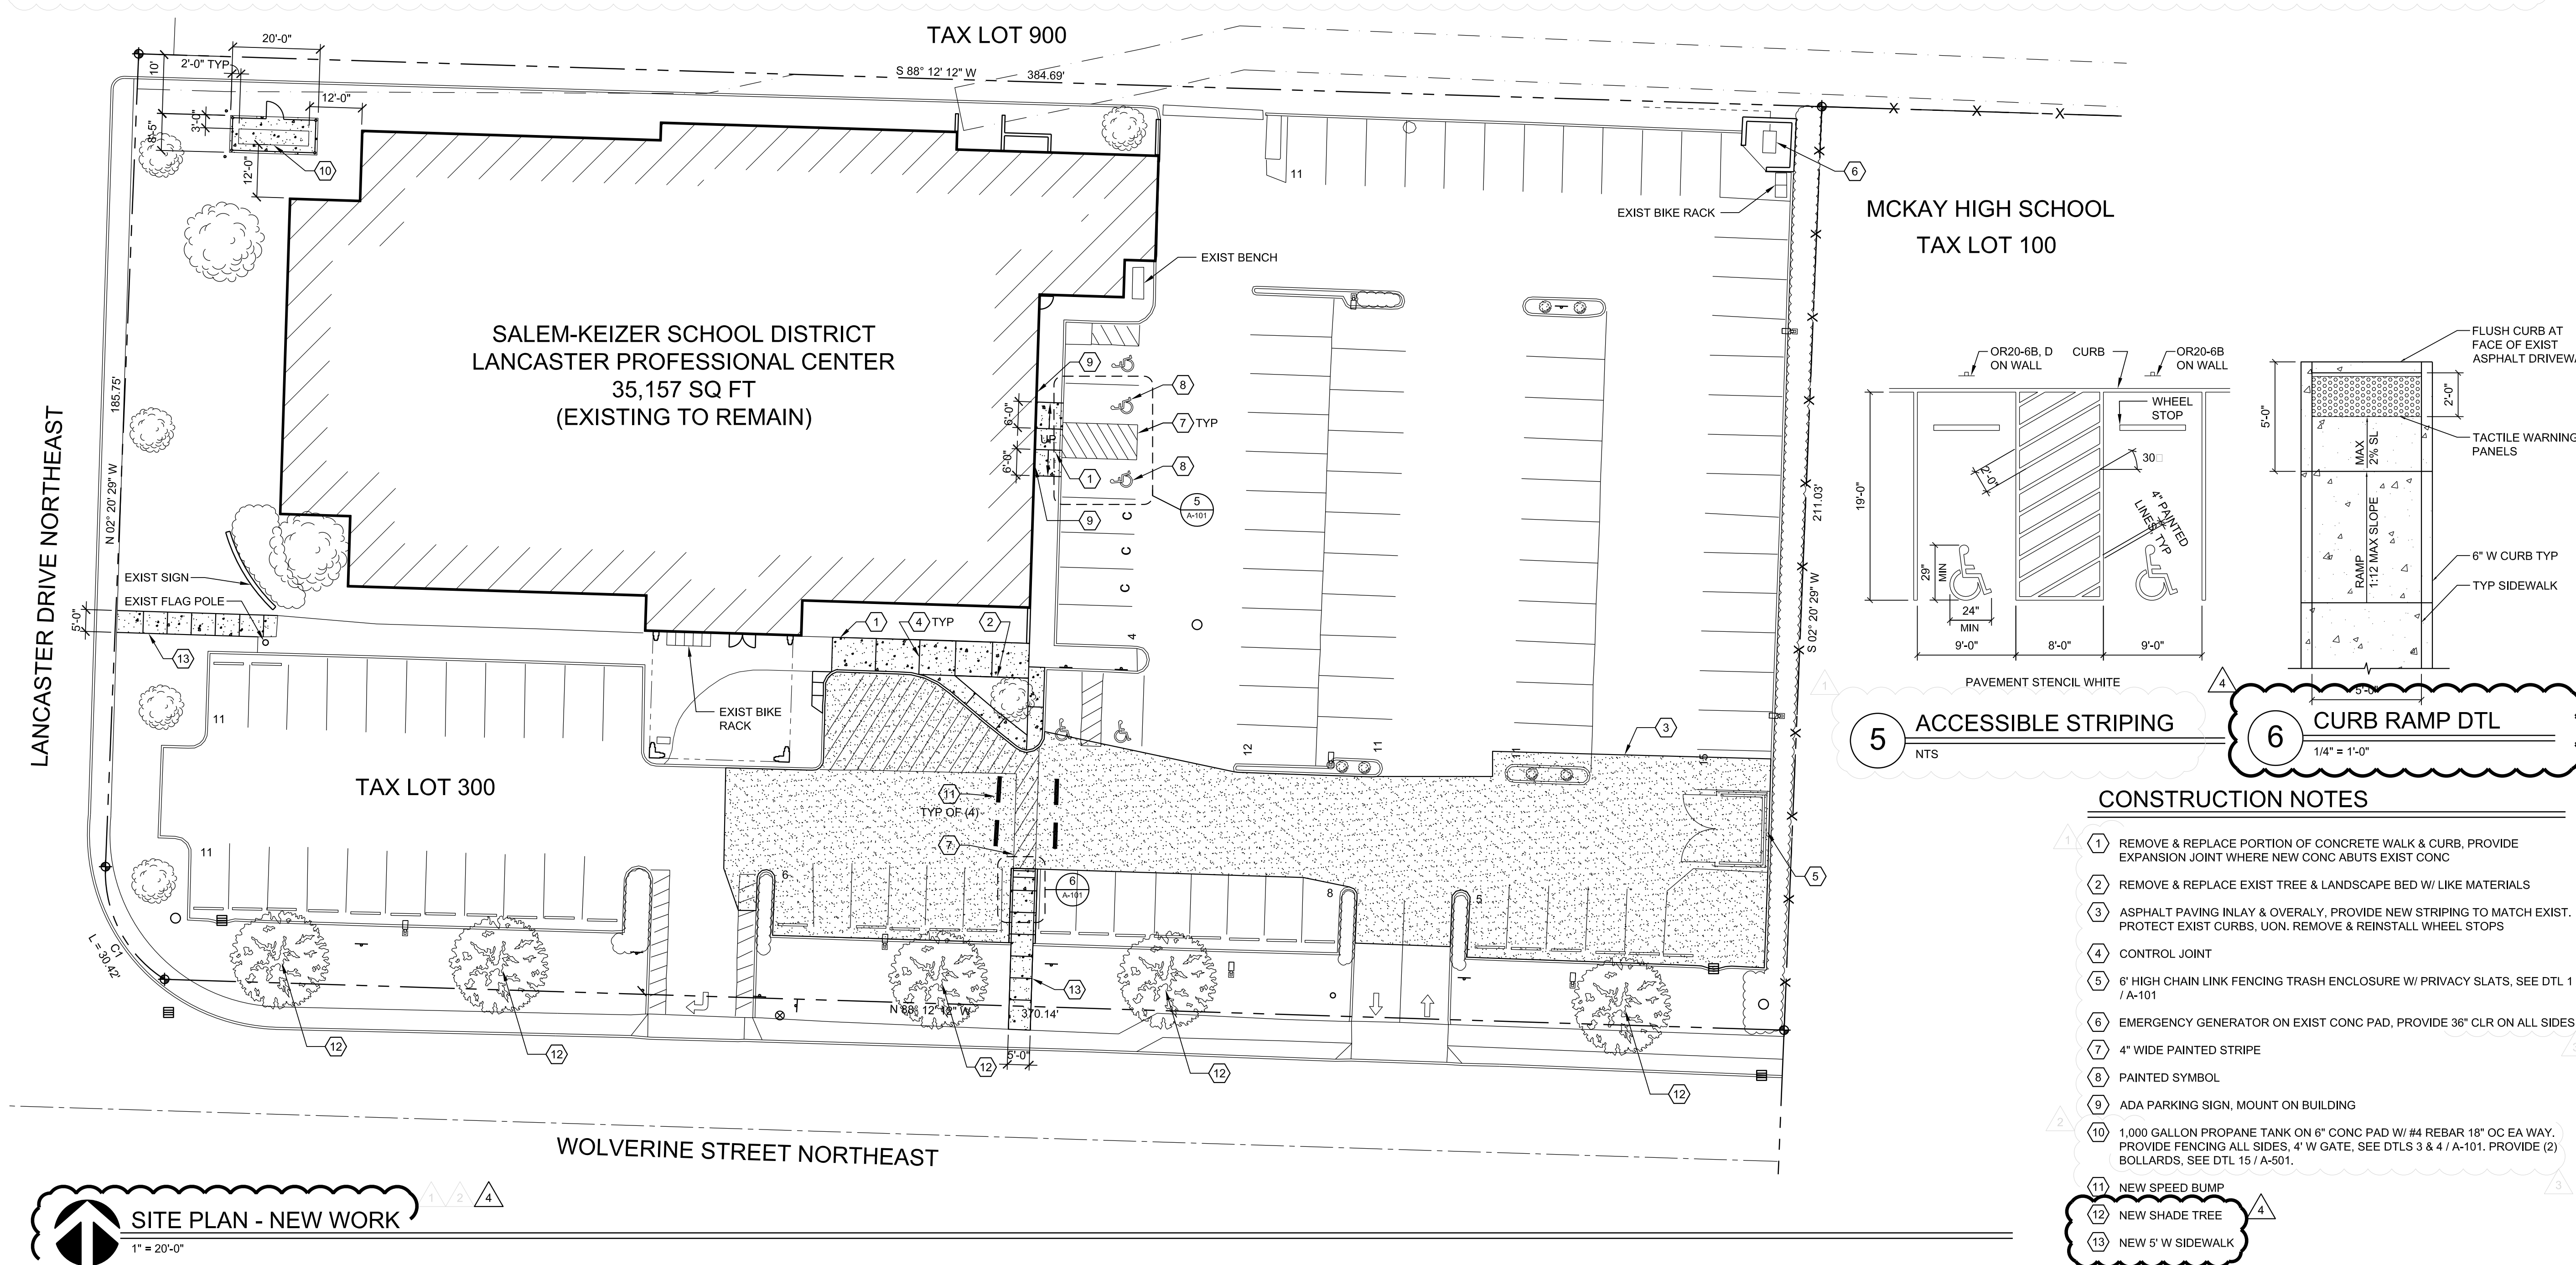 TAX LOT 900
20'-0"
2'-0" TYP
10'
12'-0"
3'-0"
8'-5"
12'-0"
10
S 88° 12' 12" W 384.69'
11
6
EXIST BIKE RACK
MCKAY HIGH SCHOOL
TAX LOT 100
EXIST BENCH
SALEM-KEIZER SCHOOL DISTRICT
LANCASTER PROFESSIONAL CENTER
35,157 SQ FT
(EXISTING TO REMAIN)
9
8
7 TYP
8
1
9
6'-0"
UP
6'-0"
5
A-101
C
C
C
4
LANCASTER DRIVE NORTHEAST
N 02° 20' 29" W 185.75'
S 02° 20' 29" W 211.03'
EXIST SIGN
EXIST FLAG POLE
5'-0"
13
1
4 TYP
2
EXIST BIKE
RACK
11
TAX LOT 300
11
12
11
11
15
3
11
TYP OF (4)
7
6
6
A-101
8
5
5
C1
L = 30.42'
13
N 88° 12' 12" W 370.14'
5'-0"
12
12
12
12
12
WOLVERINE STREET NORTHEAST
1 2 4
SITE PLAN - NEW WORK
1" = 20'-0"
OR20-6B, D
ON WALL
CURB
OR20-6B
ON WALL
WHEEL
STOP
19'-0"
2'-0"
30
4" PAINTED
LINES, TYP
29"
MIN
24"
MIN
9'-0"
8'-0"
9'-0"
PAVEMENT STENCIL WHITE
1
5
ACCESSIBLE STRIPING
NTS
FLUSH CURB AT
FACE OF EXIST
5'-0"
2'-0"
MAX
2% SL
TACTILE WARNING
PANELS
RAMP
1:12 MAX SLOPE
6" W CURB TYP
TYP SIDEWALK
5'-0"
4
6
CURB RAMP DTL
1/4" = 1'-0"
CONSTRUCTION NOTES
1
1 REMOVE & REPLACE PORTION OF CONCRETE WALK & CURB, PROVIDE
EXPANSION JOINT WHERE NEW CONC ABUTS EXIST CONC
2 REMOVE & REPLACE EXIST TREE & LANDSCAPE BED W/ LIKE MATERIALS
3 ASPHALT PAVING INLAY & OVERALY, PROVIDE NEW STRIPING TO MATCH EXIST.
PROTECT EXIST CURBS, UON. REMOVE & REINSTALL WHEEL STOPS
4 CONTROL JOINT
5 6' HIGH CHAIN LINK FENCING TRASH ENCLOSURE W/ PRIVACY SLATS, SEE DTL 1
/ A-101
6 EMERGENCY GENERATOR ON EXIST CONC PAD, PROVIDE 36" CLR ON ALL SIDES
7 4" WIDE PAINTED STRIPE
8 PAINTED SYMBOL
9 ADA PARKING SIGN, MOUNT ON BUILDING
2
10 1,000 GALLON PROPANE TANK ON 6" CONC PAD W/ #4 REBAR 18" OC EA WAY.
PROVIDE FENCING ALL SIDES, 4' W GATE, SEE DTLS 3 & 4 / A-101. PROVIDE (2)
BOLLARDS, SEE DTL 15 / A-501.
11 NEW SPEED BUMP
3
12 NEW SHADE TREE
4
13 NEW 5' W SIDEWALK